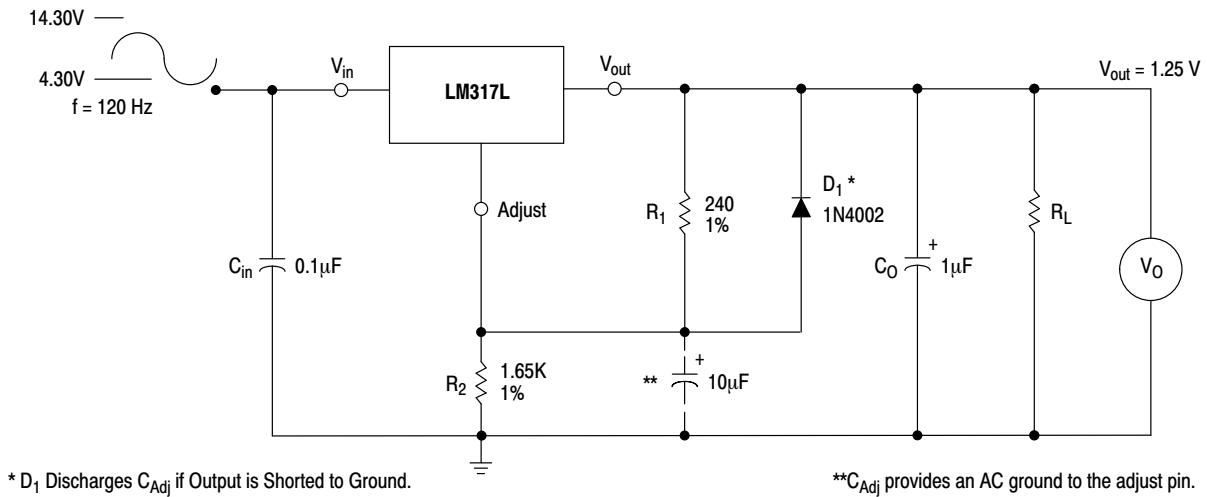 14.30V
4.30V
f = 120 Hz
Vin
LM317L
Vout
Vout = 1.25 V
Adjust
Cin
0.1μF
R1
240
1%
D1 *
1N4002
CO
+
1μF
RL
VO
R2
1.65K
1%
**
+
10μF
* D1 Discharges CAdj if Output is Shorted to Ground.
**CAdj provides an AC ground to the adjust pin.